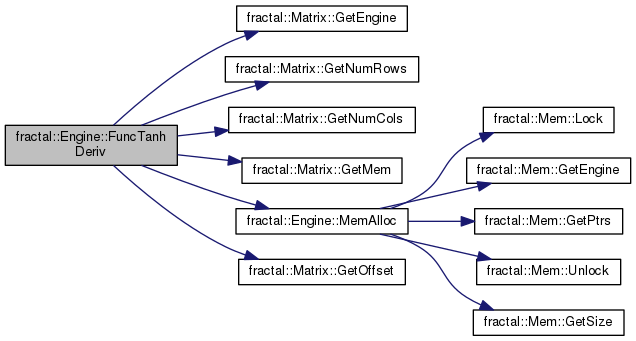 fractal::Matrix::GetEngine
fractal::Matrix::GetNumRows
fractal::Engine::FuncTanh
Deriv
fractal::Matrix::GetNumCols
fractal::Matrix::GetMem
fractal::Engine::MemAlloc
fractal::Matrix::GetOffset
fractal::Mem::Lock
fractal::Mem::GetEngine
fractal::Mem::GetPtrs
fractal::Mem::Unlock
fractal::Mem::GetSize